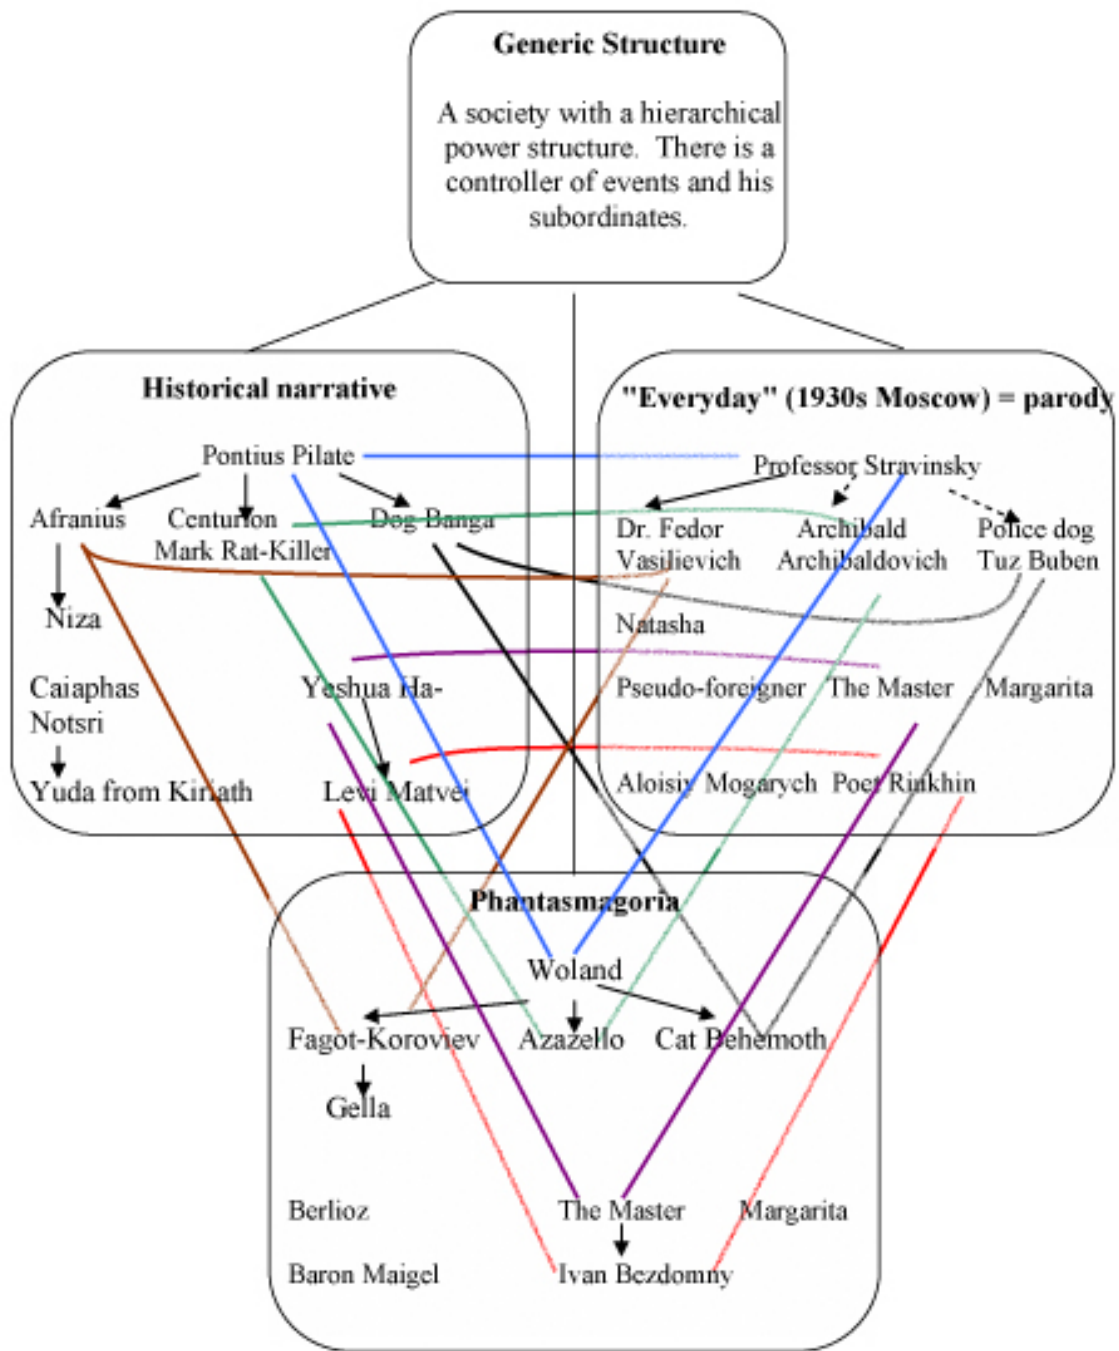 Generic Structure
A society with a hierarchical
power structure. There is a
controller of events and his
subordinates.
Historical narrative
Pontius Pilate
Afranius
Centurion
Mark Rat-Killer
Dog Banga
Niza
Caiaphas
Notsri
Yeshua Ha-
Yuda from Kiriath
Levi Matvei
"Everyday" (1930s Moscow) = parody
Professor Stravinsky
Dr. Fedor
Vasilievich
Archibald
Archibaldovich
Police dog
Tuz Buben
Natasha
Pseudo-foreigner
The Master
Margarita
Aloisiy Mogarych
Poet Riukhin
Phantasmagoria
Woland
Fagot-Koroviev
Azazello
Cat Behemoth
Gella
Berlioz
The Master
Margarita
Baron Maigel
Ivan Bezdomny